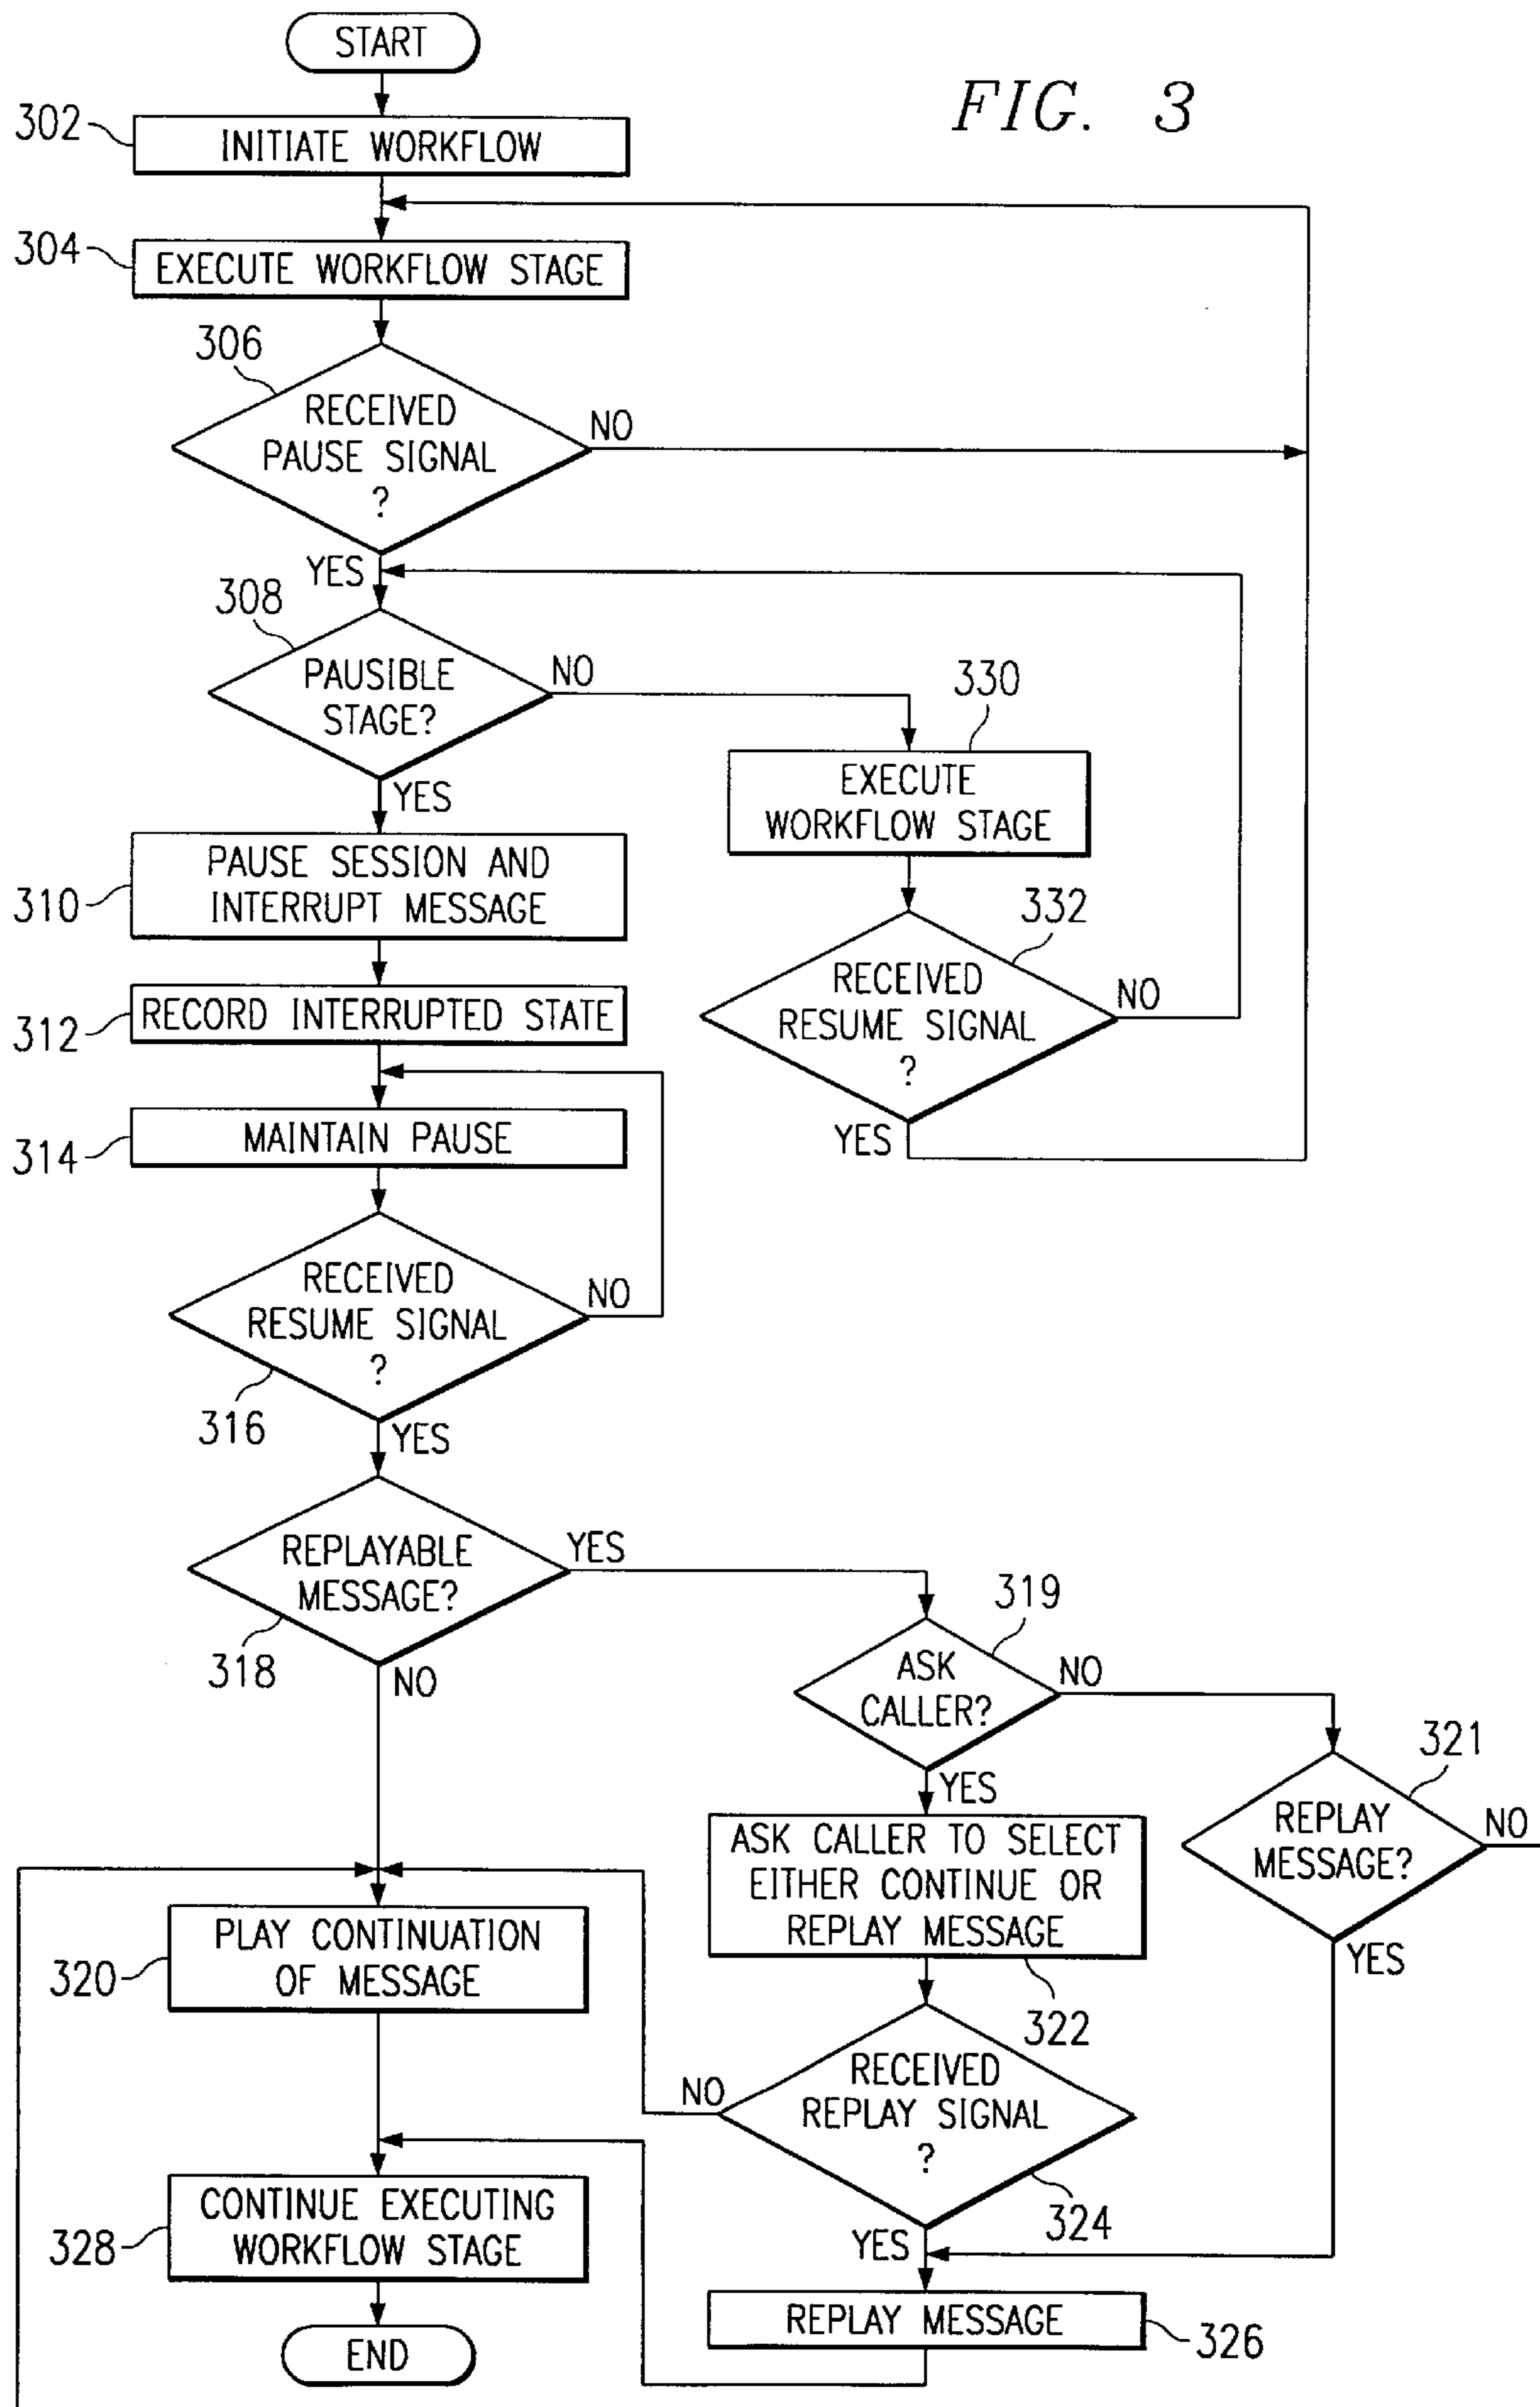 START
FIG. 3
302
INITIATE WORKFLOW
304
EXECUTE WORKFLOW STAGE
306
RECEIVED
PAUSE SIGNAL
?
NO
YES
308
PAUSIBLE
STAGE?
NO
YES
330
EXECUTE
WORKFLOW STAGE
310
PAUSE SESSION AND
INTERRUPT MESSAGE
332
RECEIVED
RESUME SIGNAL
?
NO
YES
312
RECORD INTERRUPTED STATE
314
MAINTAIN PAUSE
RECEIVED
RESUME SIGNAL
?
NO
316
YES
REPLAYABLE
MESSAGE?
YES
318
NO
319
ASK
CALLER?
NO
YES
321
REPLAY
MESSAGE?
NO
YES
ASK CALLER TO SELECT
EITHER CONTINUE OR
REPLAY MESSAGE
322
320
PLAY CONTINUATION
OF MESSAGE
RECEIVED
REPLAY SIGNAL
?
NO
324
YES
328
CONTINUE EXECUTING
WORKFLOW STAGE
REPLAY MESSAGE
326
END